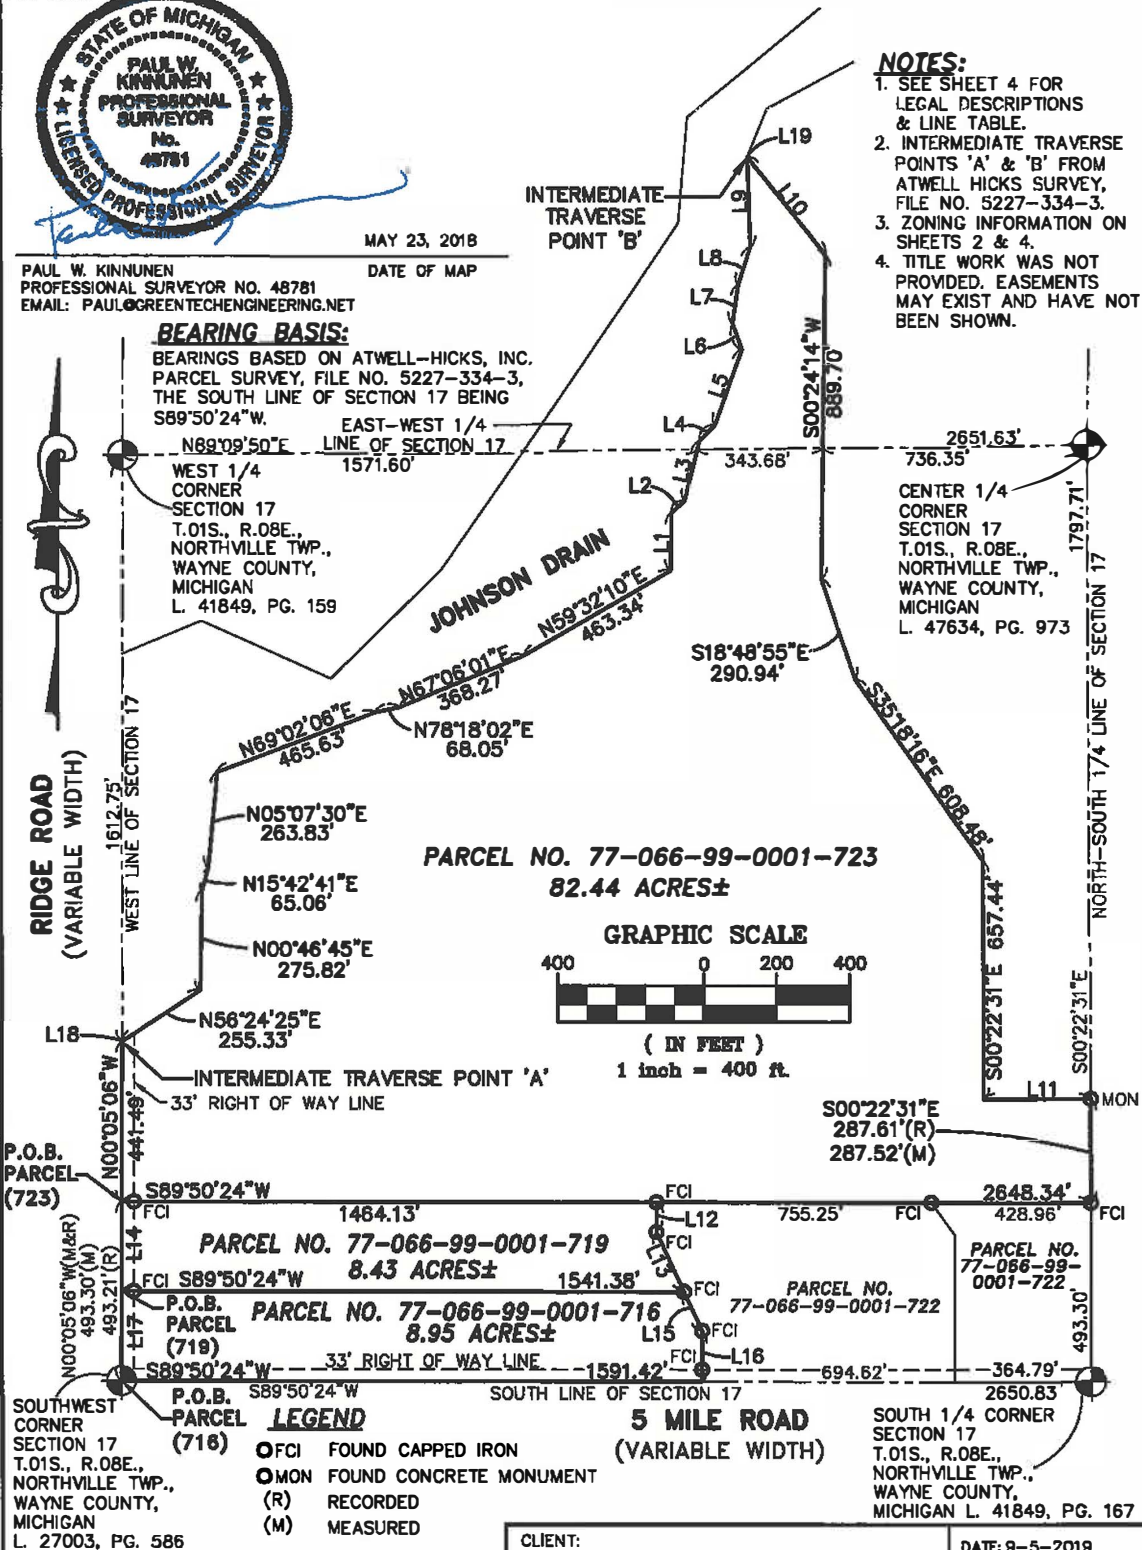 STATE OF MICHIGAN
PAUL W.
KINNUNEN
PROFESSIONAL
SURVEYOR
No.
48781
LICENSED PROFESSIONAL SURVEYOR
MAY 23, 2018
PAUL W. KINNUNEN
DATE OF MAP
PROFESSIONAL SURVEYOR NO. 48781
EMAIL: PAUL@GREENTECHENGINEERING.NET
NOTES:
1. SEE SHEET 4 FOR
LEGAL DESCRIPTIONS
& LINE TABLE.
2. INTERMEDIATE TRAVERSE
POINTS 'A' & 'B' FROM
ATWELL HICKS SURVEY,
FILE NO. 5227-334-3.
3. ZONING INFORMATION ON
SHEETS 2 & 4.
4. TITLE WORK WAS NOT
PROVIDED. EASEMENTS
MAY EXIST AND HAVE NOT
BEEN SHOWN.
BEARING BASIS:
BEARINGS BASED ON ATWELL-HICKS, INC.
PARCEL SURVEY, FILE NO. 5227-334-3,
THE SOUTH LINE OF SECTION 17 BEING
S89°50'24"W.
L19
INTERMEDIATE
TRAVERSE
POINT 'B'
L9
L10
L8
L7
L6
L5
L4
L3
L2
L1
S00°24'14"W
889.70'
EAST-WEST 1/4
LINE OF SECTION 17
N89°09'50"E
1571.60'
343.68'
2651.63'
736.35'
WEST 1/4
CORNER
SECTION 17
T.01S., R.08E.,
NORTHVILLE TWP.,
WAYNE COUNTY,
MICHIGAN
L. 41849, PG. 159
CENTER 1/4
CORNER
SECTION 17
T.01S., R.08E.,
NORTHVILLE TWP.,
WAYNE COUNTY,
MICHIGAN
L. 47634, PG. 973
1797.71'
NORTH-SOUTH 1/4 LINE OF SECTION 17
S00°22'31"E
JOHNSON DRAIN
N59°32'10"E
463.34'
N67°06'01"E
368.27'
N78°18'02"E
68.05'
N69°02'08"E
465.63'
S18°48'55"E
290.94'
S35°18'16"E 608.48'
S00°22'31"E 657.44'
RIDGE ROAD
(VARIABLE WIDTH)
1612.75'
WEST LINE OF SECTION 17
N05°07'30"E
263.83'
N15°42'41"E
65.06'
N00°46'45"E
275.82'
N56°24'25"E
255.33'
L18
INTERMEDIATE TRAVERSE POINT 'A'
33' RIGHT OF WAY LINE
N00°05'06"W
441.49'
PARCEL NO. 77-066-99-0001-723
82.44 ACRES±
GRAPHIC SCALE
400 0 200 400
( IN FEET )
1 inch = 400 ft.
L11
MON
S00°22'31"E
287.61'(R)
287.52'(M)
P.O.B.
PARCEL
(723)
S89°50'24"W
FCI
1464.13'
FCI
755.25'
FCI
2648.34'
428.96'
FCI
L12
FCI
L13
L14
PARCEL NO. 77-066-99-0001-719
8.43 ACRES±
PARCEL NO.
77-066-99-
0001-722
N00°05'06"W(M&R)
493.30'(M)
493.21'(R)
FCI S89°50'24"W
1541.38'
FCI
P.O.B.
PARCEL
(719)
L17
PARCEL NO. 77-066-99-0001-716
8.95 ACRES±
L15
FCI
PARCEL NO.
77-066-99-0001-722
493.30'
FCI
L16
S89°50'24"W
33' RIGHT OF WAY LINE
1591.42'
694.62'
364.79'
S89°50'24"W
SOUTH LINE OF SECTION 17
2650.83'
P.O.B.
PARCEL
(716)
SOUTHWEST
CORNER
SECTION 17
T.01S., R.08E.,
NORTHVILLE TWP.,
WAYNE COUNTY,
MICHIGAN
L. 27003, PG. 586
LEGEND
FCI FOUND CAPPED IRON
MON FOUND CONCRETE MONUMENT
(R) RECORDED
(M) MEASURED
5 MILE ROAD
(VARIABLE WIDTH)
SOUTH 1/4 CORNER
SECTION 17
T.01S., R.08E.,
NORTHVILLE TWP.,
WAYNE COUNTY,
MICHIGAN L. 41849, PG. 167
CLIENT:
DATE: 9-5-2019